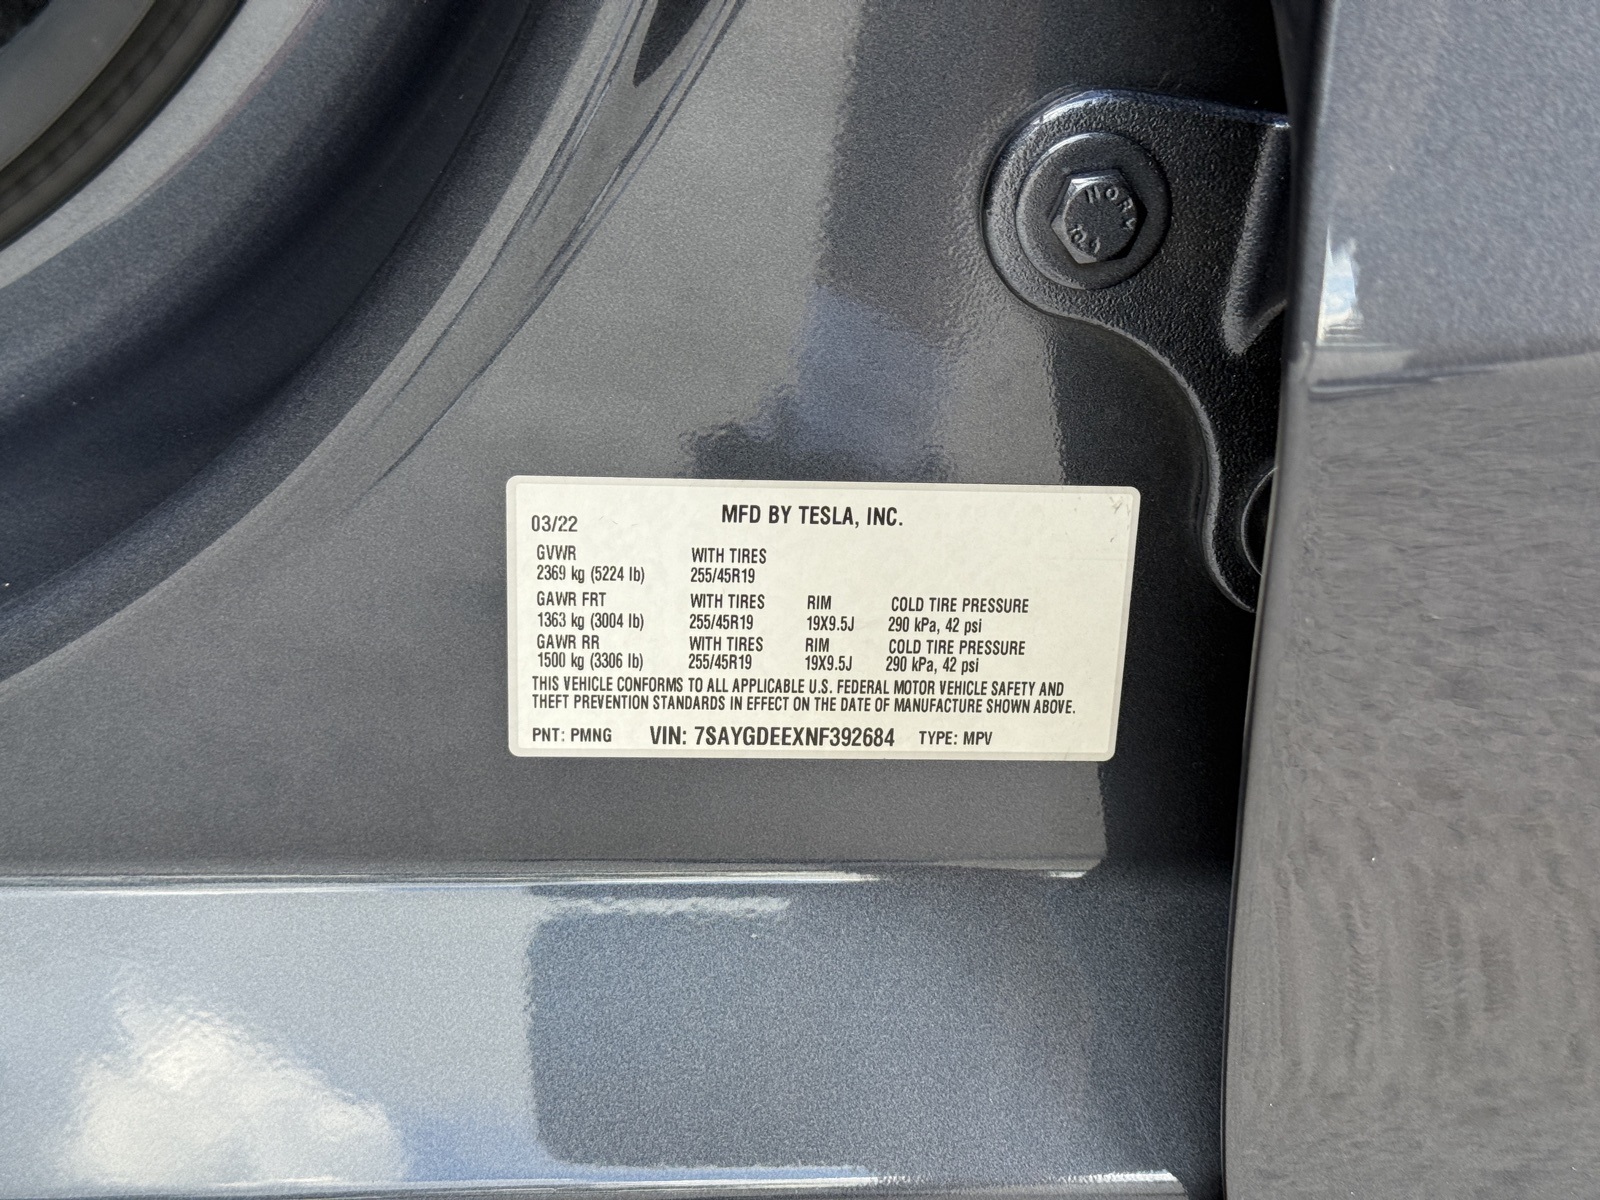 NORM
10.9
MFD BY TESLA, INC.
03/22
GVWR WITH TIRES
2369 kg (5224 lb) 255/45R19
GAWR FRT WITH TIRES RIM COLD TIRE PRESSURE
1363 kg (3004 lb) 255/45R19 19X9.5J 290 kPa, 42 psi
GAWR RR WITH TIRES RIM COLD TIRE PRESSURE
1500 kg (3306 lb) 255/45R19 19X9.5J 290 kPa, 42 psi
THIS VEHICLE CONFORMS TO ALL APPLICABLE U.S. FEDERAL MOTOR VEHICLE SAFETY AND
THEFT PREVENTION STANDARDS IN EFFECT ON THE DATE OF MANUFACTURE SHOWN ABOVE.
PNT: PMNG VIN: 7SAYGDEEXNF392684 TYPE: MPV